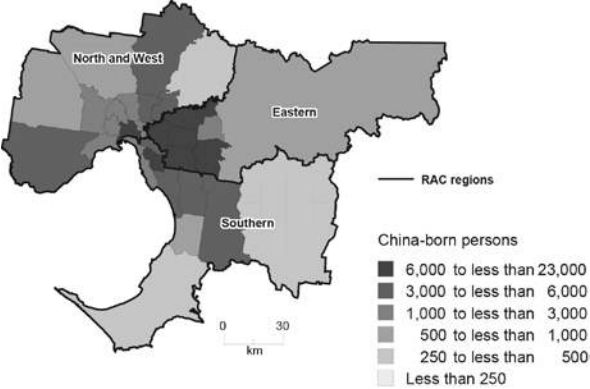 North and West
Eastern
RAC regions
Southern
China-born persons
6,000 to less than 23,000
3,000 to less than 6,000
1,000 to less than 3,000
500 to less than 1,000
250 to less than 500
Less than 250
0 30
km